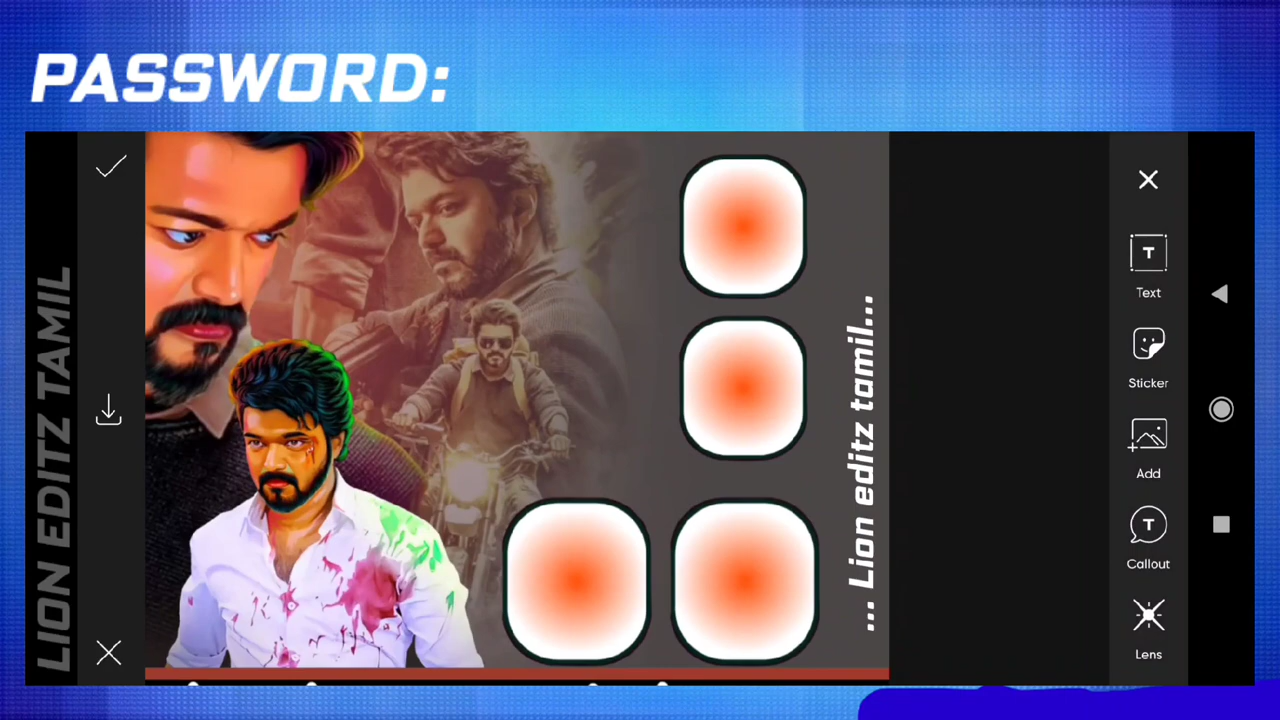 PASSWORD:
LION EDITZ TAMIL
... Lion editz tamil...
Text
Sticker
Add
Callout
Lens